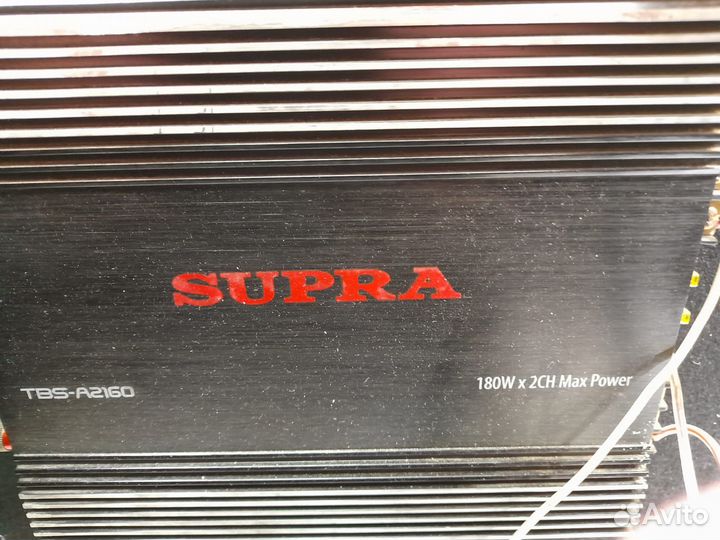 SUPRA
TBS-A2160
180W x 2CH Max Power
Avito